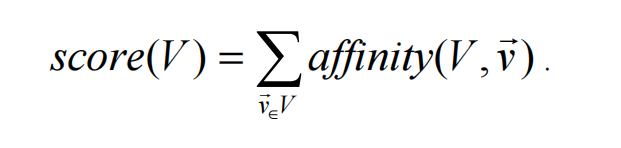 score(V) = ∑ affinity(V, v⃗).
v⃗∈V